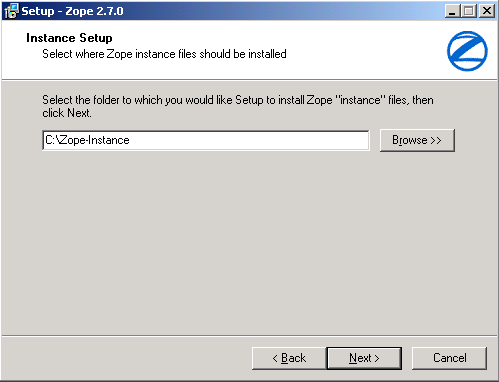 Setup - Zope 2.7.0
Instance Setup
Select where Zope instance files should be installed
Select the folder to which you would like Setup to install Zope "instance" files, then
click Next.
C:\Zope-Instance
Browse >>
< Back
Next >
Cancel